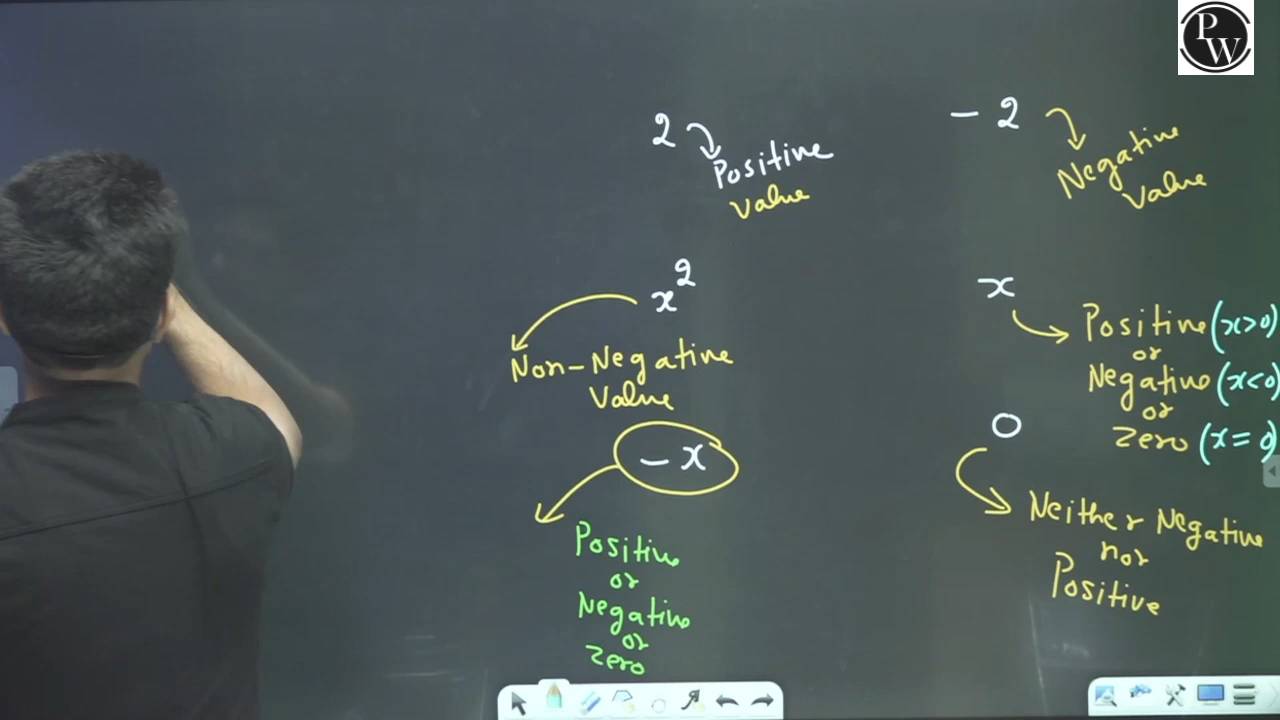 PW
2
Positive
Value
- 2
Negative
Value
x²
Non-Negative
Value
x
Positive (x>0)
or
Negative (x<0)
or
Zero (x = 0)
- x
Positive
or
Negative
or
Zero
0
Neither Negative
nor
Positive